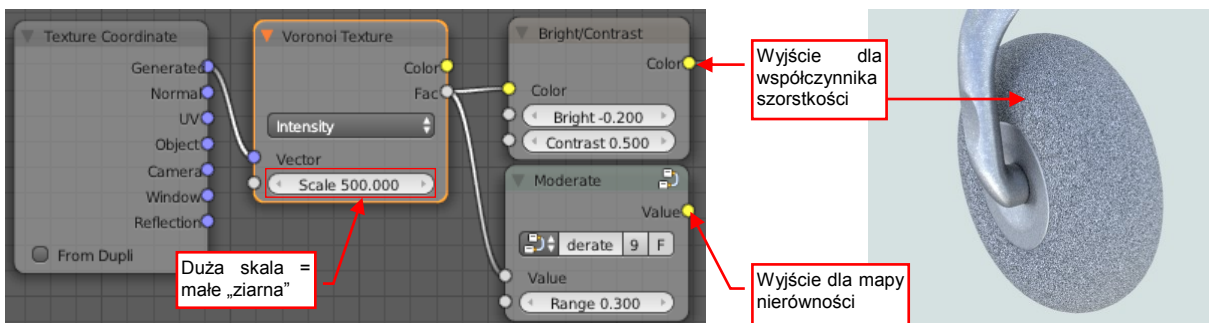 Texture Coordinate
Generated
Normal
UV
Object
Camera
Window
Reflection
From Dupli
Voronoi Texture
Color
Fac
Intensity
Vector
Scale 500.000
Duża skala =
małe „ziarna”
Bright/Contrast
Color
Color
Bright -0.200
Contrast 0.500
Moderate
Value
derate 9 F
Value
Range 0.300
Wyjście dla
współczynnika
szorstkości
Wyjście dla mapy
nierówności